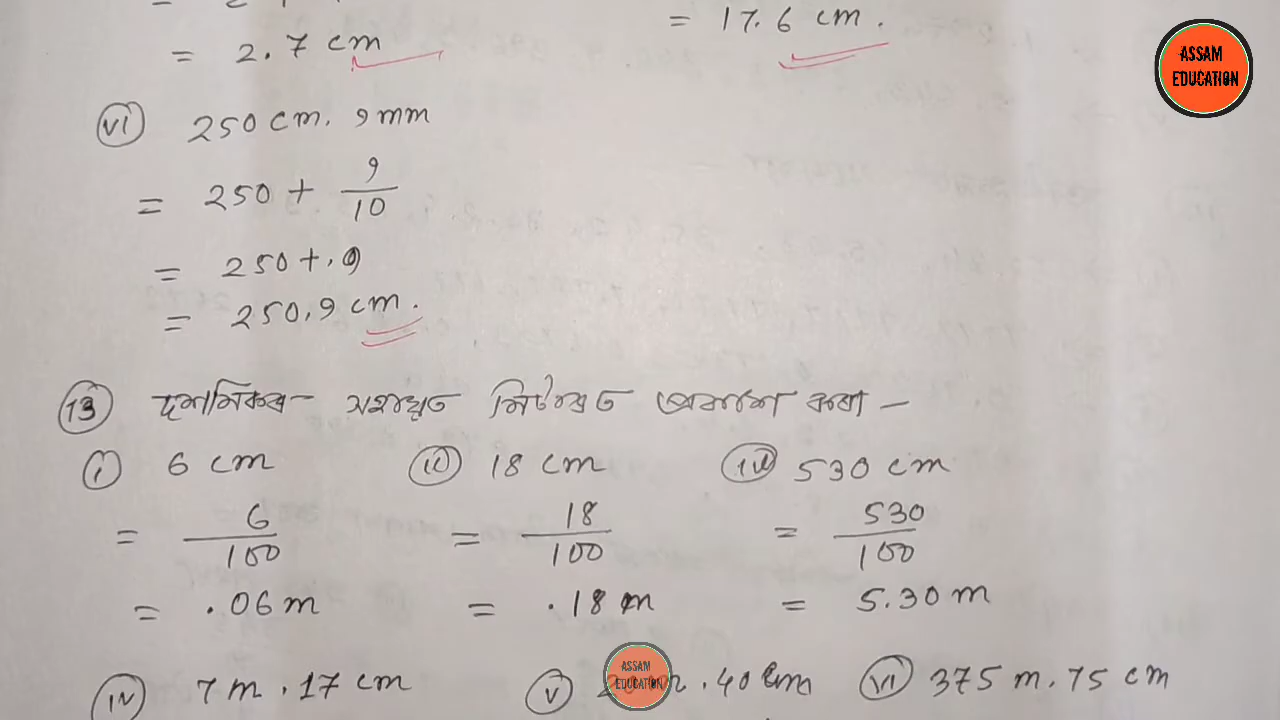 = 2.7 cm
= 17.6 cm.
ASSAM
EDUCATION
vi 250 cm. 9 mm
= 250 + 9/10
= 250 + .9
= 250.9 cm.
13 দশমিকৰ সহায়ত মিটাৰত প্ৰকাশ কৰা –
i 6 cm ii 18 cm iii 530 cm
= 6/100 = 18/100 = 530/100
= .06 m = .18 m = 5.30 m
iv 7 m . 17 cm v .40 cm vi 375 m. 75 cm
ASSAM
EDUCATION